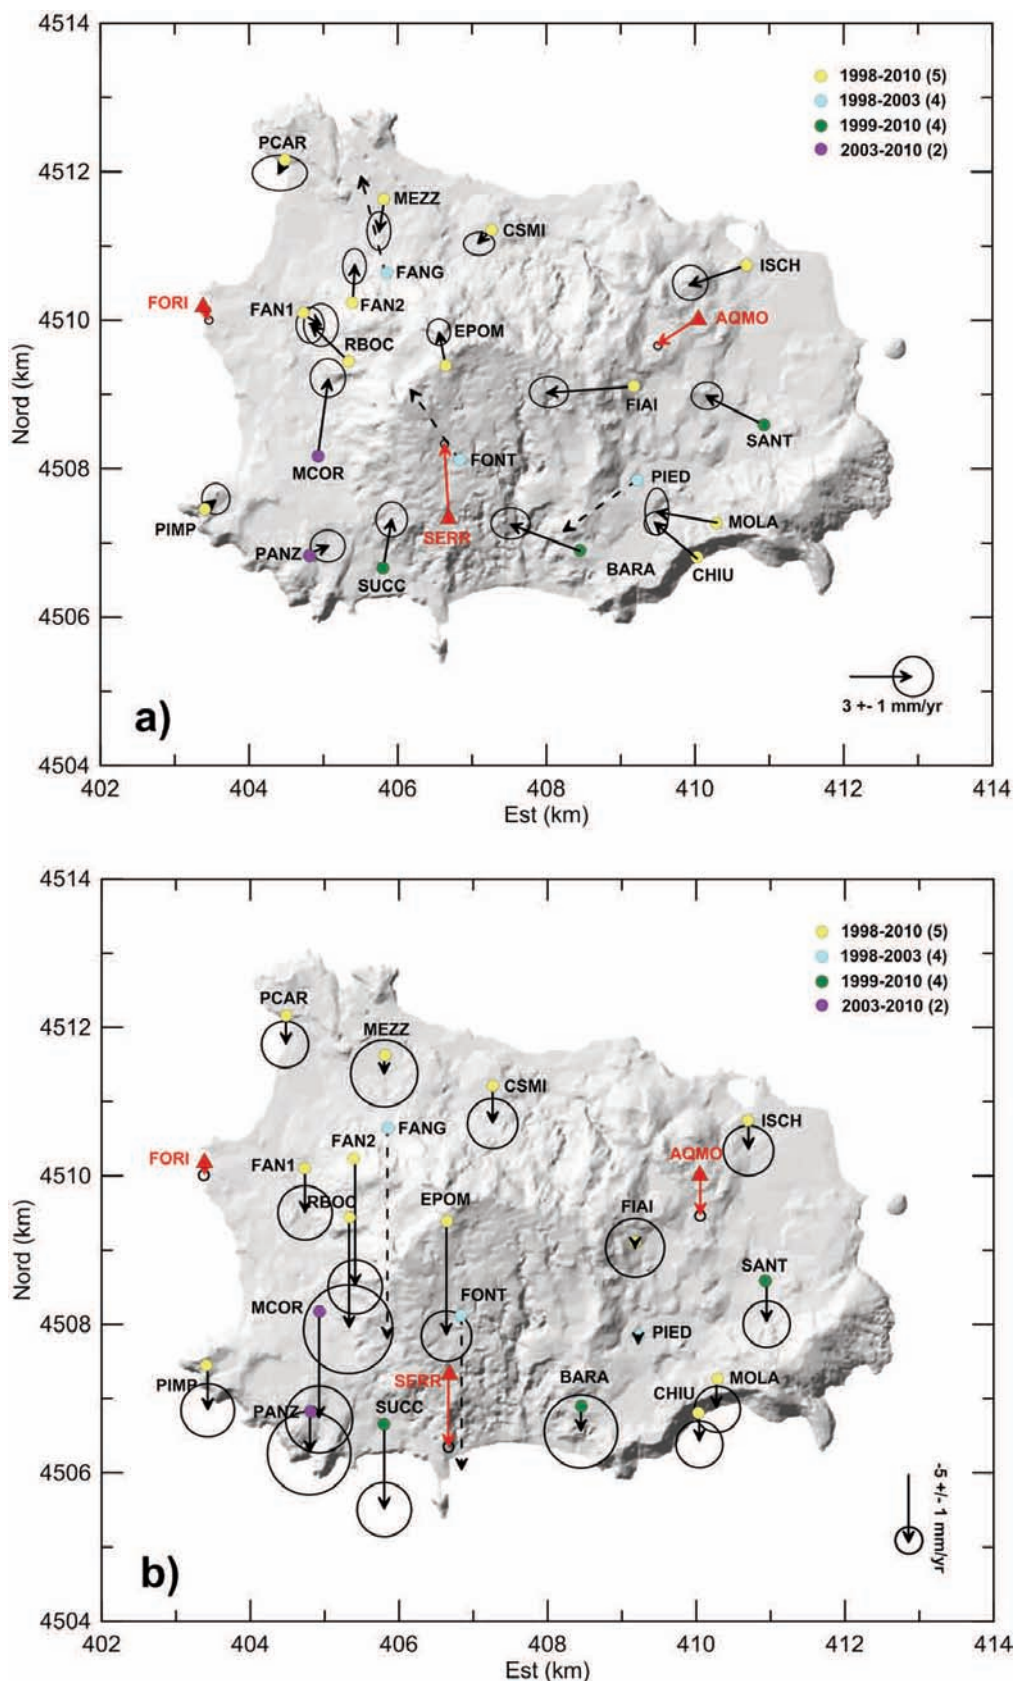 4514
1998-2010 (5)
1998-2003 (4)
1999-2010 (4)
2003-2010 (2)
PCAR
4512
MEZZ
CSMI
ISCH
FANG
FORI
FAN1
FAN2
AQMO
4510
RBOC
EPOM
FIAI
Nord (km)
SANT
MCOR
FONT
PIED
4508
PIMP
MOLA
SERR
PANZ
BARA
CHIU
SUCC
4506
3 +- 1 mm/yr
a)
4504
402 404 406 408 410 412 414
Est (km)
4514
1998-2010 (5)
1998-2003 (4)
1999-2010 (4)
2003-2010 (2)
PCAR
4512
MEZZ
CSMI
ISCH
FANG
FAN2
FORI
FAN1
AQMO
4510
RBOC
EPOM
FIAI
Nord (km)
SANT
MCOR
FONT
PIED
4508
PIMP
SERR
BARA
MOLA
PANZ
SUCC
CHIU
4506
-5 +/- 1 mm/yr
b)
4504
402 404 406 408 410 412 414
Est (km)